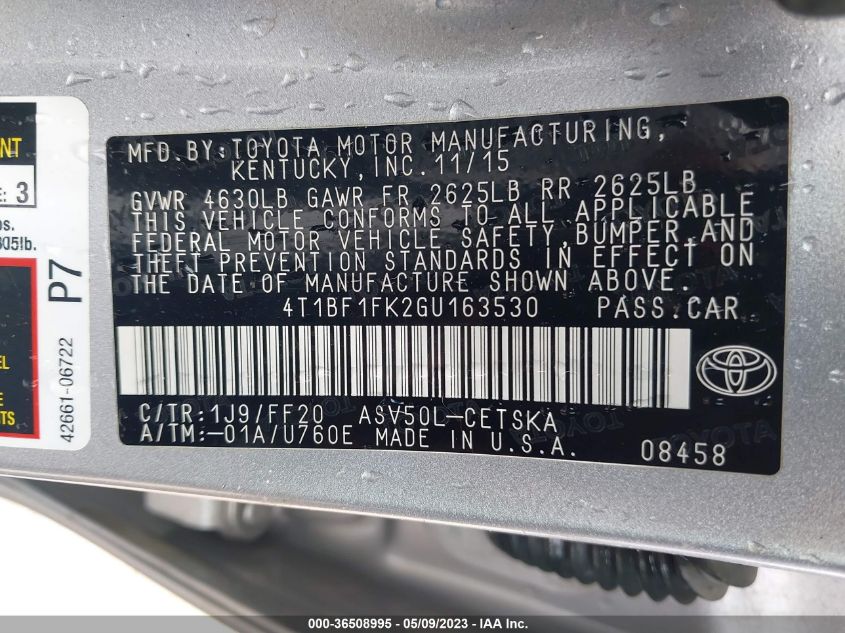 MFD.BY:TOYOTA MOTOR MANUFACTURING,
KENTUCKY,INC.11/15
GVWR 4630LB GAWR FR 2625LB RR 2625LB
THIS VEHICLE CONFORMS TO ALL APPLICABLE
FEDERAL MOTOR VEHICLE SAFETY,BUMPER,AND
THEFT PREVENTION STANDARDS IN EFFECT ON
THE DATE OF MANUFACTURE SHOWN ABOVE.
4T1BF1FK2GU163530 PASS.CAR
C/TR:1J9/FF20 ASV50L-CETSKA
A/TM:-01A/U760E MADE IN U.S.A.
08458
3
P7
42661-06722
000-36508995 - 05/09/2023 - IAA Inc.